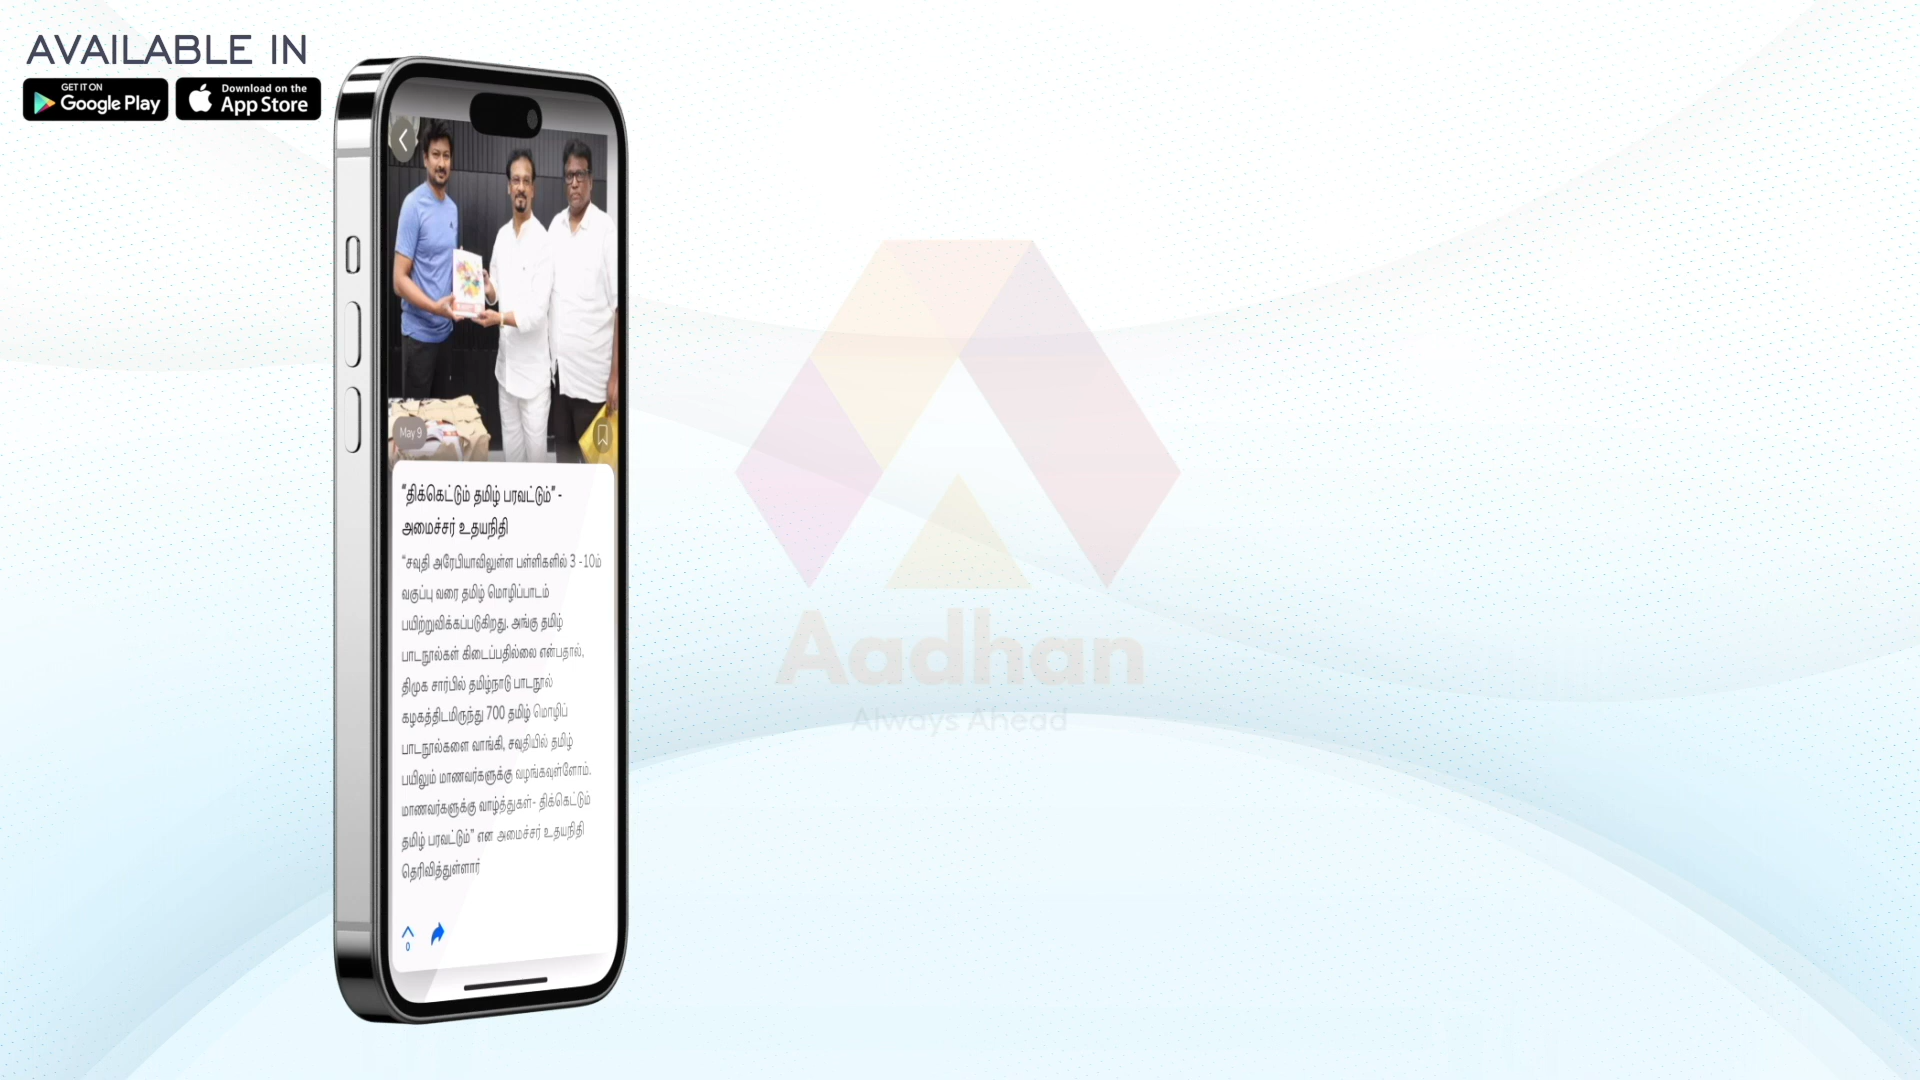 AVAILABLE IN
GET IT ON
Google Play
Download on the
App Store
May 9
"திக்கெட்டும் தமிழ் பரவட்டும்" -
அமைச்சர் உதயநிதி
"சவுதி அரேபியாவிலுள்ள பள்ளிகளில் 3 -10ம்
வகுப்பு வரை தமிழ் மொழிப்பாடம்
பயிற்றுவிக்கப்படுகிறது. அங்கு தமிழ்
பாடநூல்கள் கிடைப்பதில்லை என்பதால்,
திமுக சார்பில் தமிழ்நாடு பாடநூல்
கழகத்திடமிருந்து 700 தமிழ் மொழிப்
பாடநூல்களை வாங்கி, சவுதியில் தமிழ்
பயிலும் மாணவர்களுக்கு வழங்கவுள்ளோம்.
மாணவர்களுக்கு வாழ்த்துகள்- திக்கெட்டும்
தமிழ் பரவட்டும்" என அமைச்சர் உதயநிதி
தெரிவித்துள்ளார்
0
Aadhan
Always Ahead